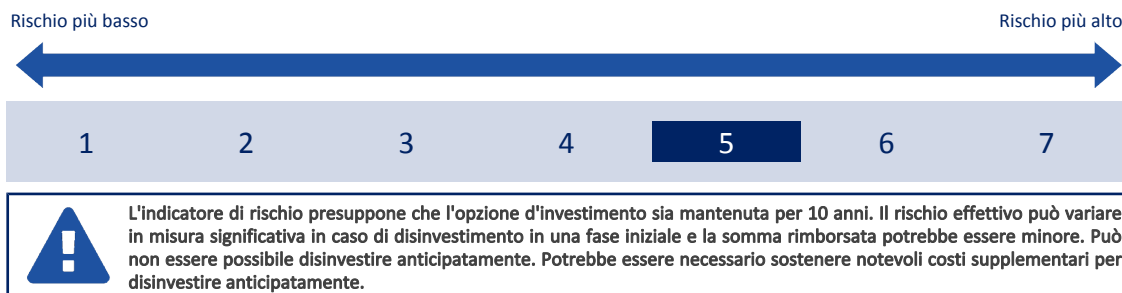 Rischio più basso Rischio più alto
1 2 3 4 5 6 7
L'indicatore di rischio presuppone che l'opzione d'investimento sia mantenuta per 10 anni. Il rischio effettivo può variare
in misura significativa in caso di disinvestimento in una fase iniziale e la somma rimborsata potrebbe essere minore. Può
non essere possibile disinvestire anticipatamente. Potrebbe essere necessario sostenere notevoli costi supplementari per
disinvestire anticipatamente.